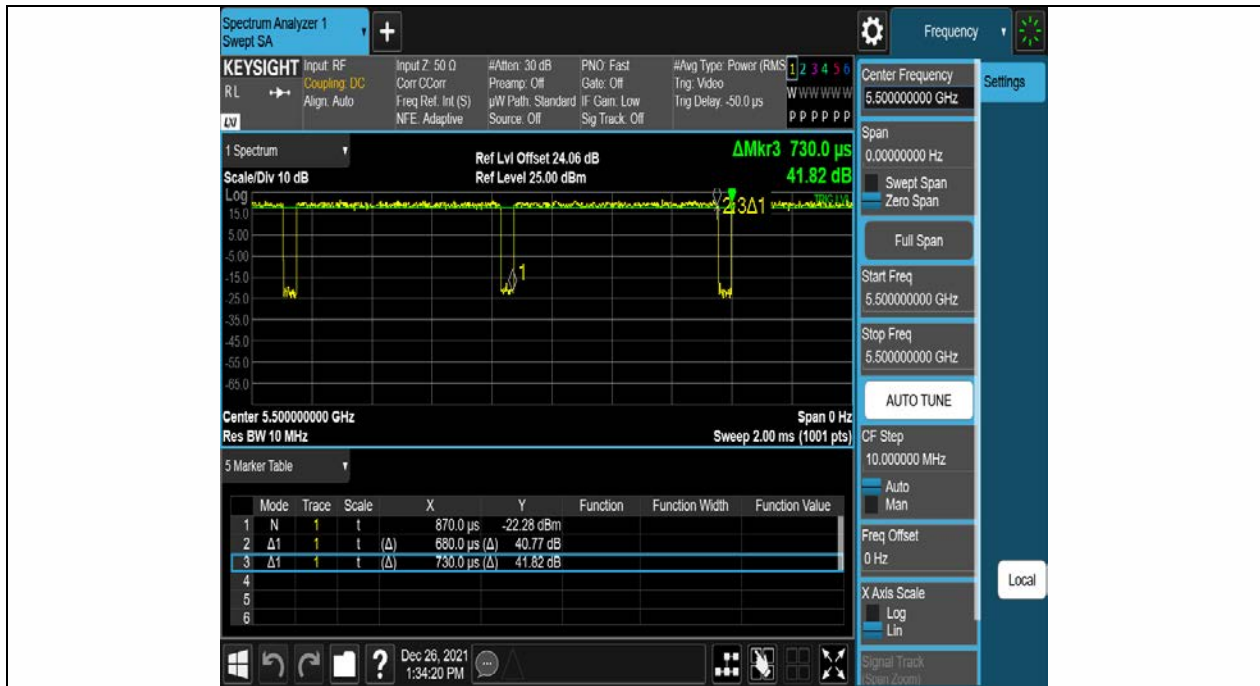 Spectrum Analyzer 1
Swept SA
+
Frequency
KEYSIGHT
RL
LXI
Input: RF
Coupling: DC
Align: Auto
Input Z: 50 Ω
Corr CCorr
Freq Ref: Int (S)
NFE: Adaptive
#Atten: 30 dB
Preamp: Off
µW Path: Standard
Source: Off
PNO: Fast
Gate: Off
IF Gain: Low
Sig Track: Off
#Avg Type: Power (RMS
Trig: Video
Trig Delay: -50.0 µs
1 2 3 4 5 6
W W W W W W
P P P P P P
1 Spectrum
Scale/Div 10 dB
Ref Lvl Offset 24.06 dB
Ref Level 25.00 dBm
ΔMkr3 730.0 µs
41.82 dB
Log
15.0
5.00
-5.00
-15.0
-25.0
-35.0
-45.0
-55.0
-65.0
TRIG LVL
1
2
3Δ1
Center 5.500000000 GHz
Span 0 Hz
Res BW 10 MHz
Sweep 2.00 ms (1001 pts)
5 Marker Table
Mode Trace Scale X Y Function Function Width Function Value
1 N 1 t 870.0 µs -22.28 dBm
2 Δ1 1 t (Δ) 680.0 µs (Δ) 40.77 dB
3 Δ1 1 t (Δ) 730.0 µs (Δ) 41.82 dB
4
5
6
?
Dec 26, 2021
1:34:20 PM
Center Frequency
5.500000000 GHz
Span
0.00000000 Hz
Swept Span
Zero Span
Full Span
Start Freq
5.500000000 GHz
Stop Freq
5.500000000 GHz
AUTO TUNE
CF Step
10.000000 MHz
Auto
Man
Freq Offset
0 Hz
X Axis Scale
Log
Lin
Signal Track
(Span Zoom)
Settings
Local